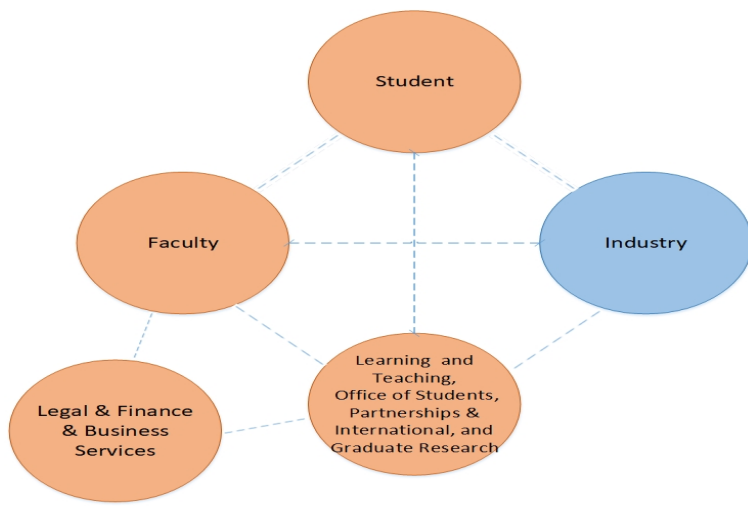 Student
Faculty
Industry
Learning and
Teaching,
Office of Students,
Partnerships &
International, and
Graduate Research
Legal & Finance
& Business
Services